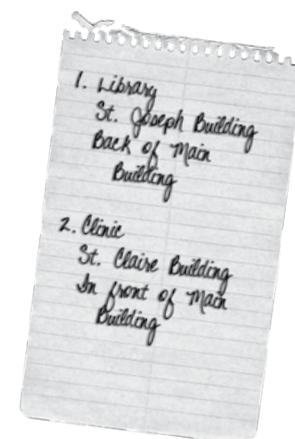 1. Library
St. Joseph Building
Back of Main
Building
2. Clinic
St. Claire Building
In front of Main
Building